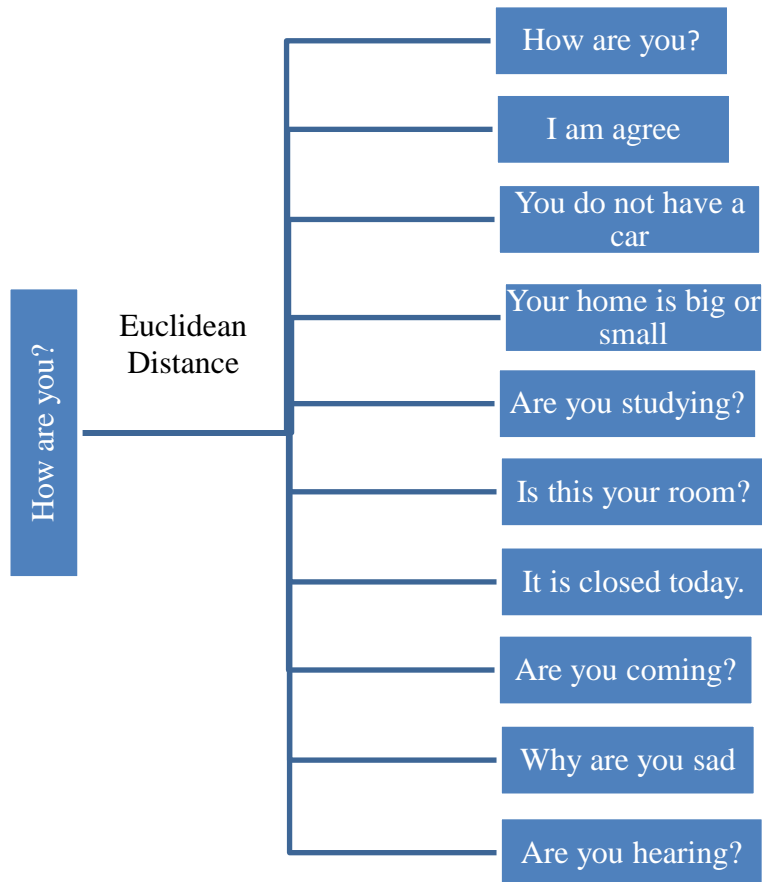 How are you?
Euclidean
Distance
How are you?
I am agree
You do not have a
car
Your home is big or
small
Are you studying?
Is this your room?
It is closed today.
Are you coming?
Why are you sad
Are you hearing?